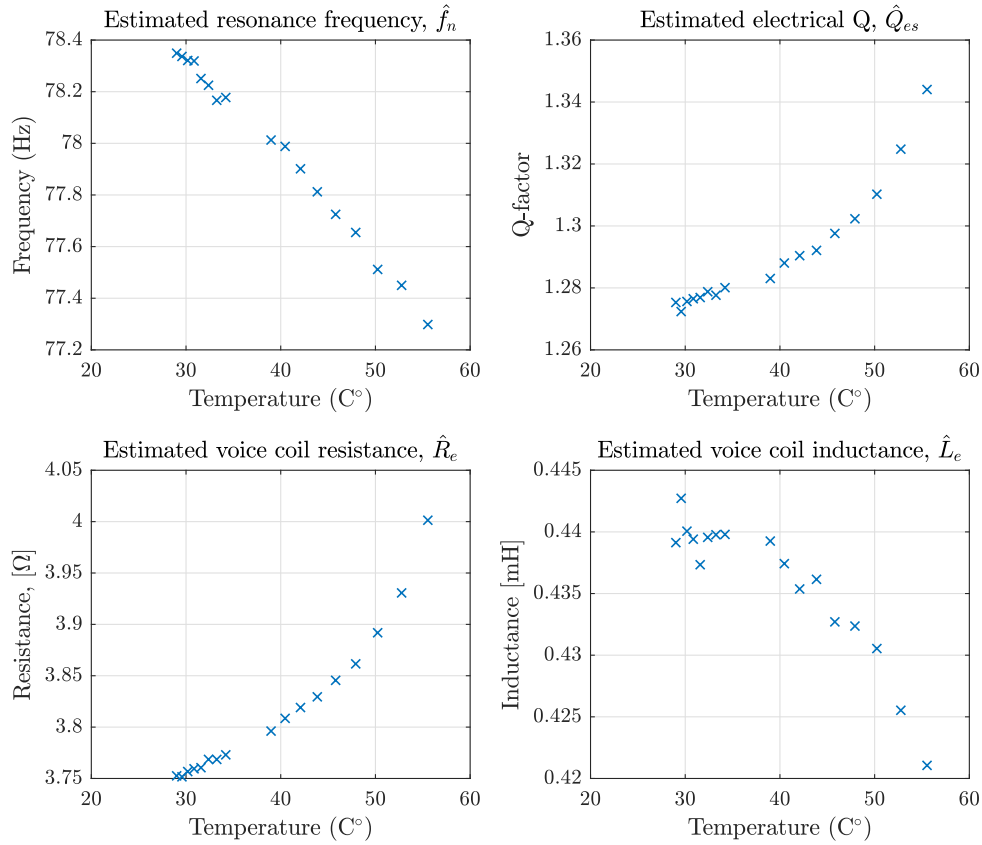 Estimated resonance frequency, f̂ₙ
78.4
78.2
78
77.8
77.6
77.4
77.2
Frequency (Hz)
20 30 40 50 60
Temperature (C°)
Estimated electrical Q, Q̂ₑₛ
1.36
1.34
1.32
1.3
1.28
1.26
Q-factor
20 30 40 50 60
Temperature (C°)
Estimated voice coil resistance, R̂ₑ
4.05
4
3.95
3.9
3.85
3.8
3.75
Resistance, [Ω]
20 30 40 50 60
Temperature (C°)
Estimated voice coil inductance, L̂ₑ
0.445
0.44
0.435
0.43
0.425
0.42
Inductance [mH]
20 30 40 50 60
Temperature (C°)